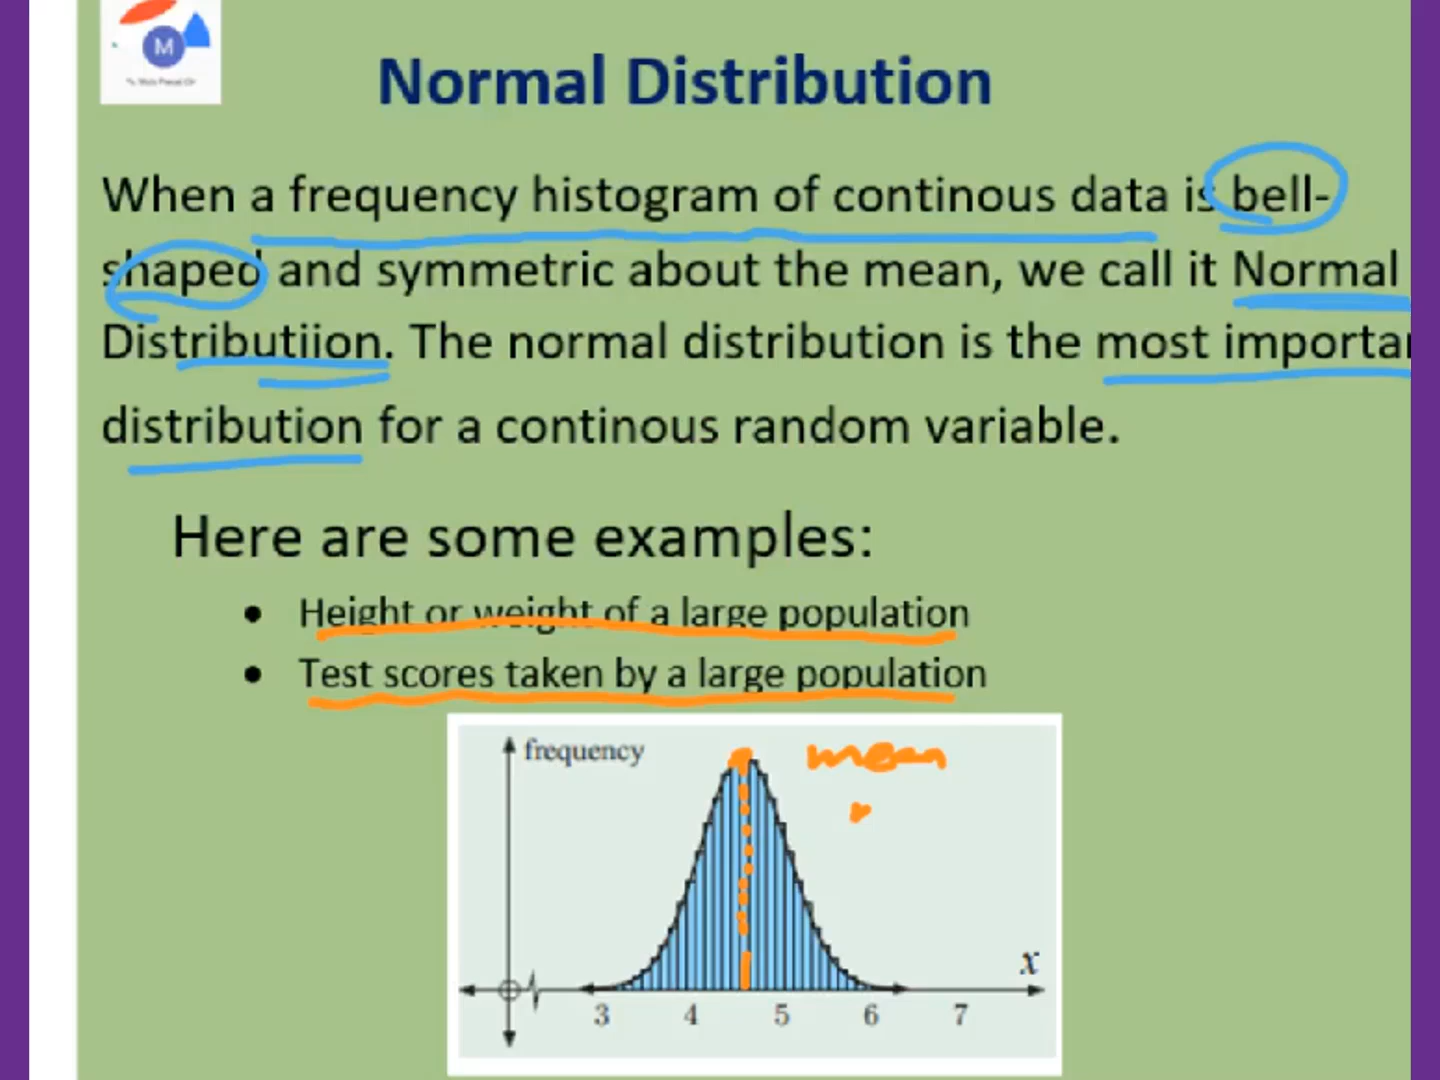 M
Normal Distribution
When a frequency histogram of continous data is bell-
shaped and symmetric about the mean, we call it Normal
Distributiion. The normal distribution is the most importa
distribution for a continous random variable.
Here are some examples:
• Height or weight of a large population
• Test scores taken by a large population
frequency
mean
x
3 4 5 6 7